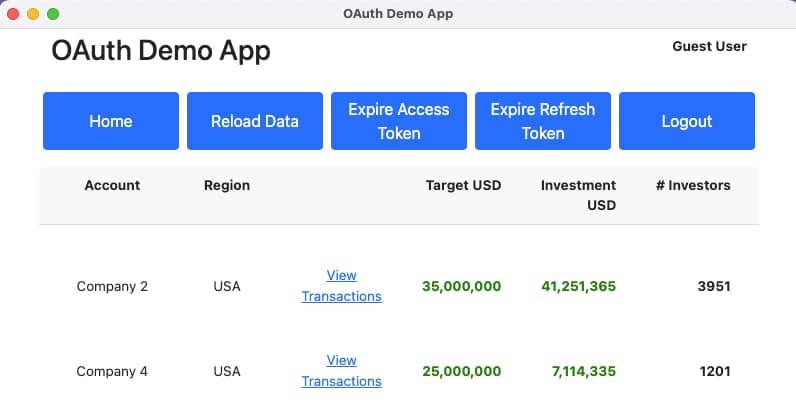 OAuth Demo App
OAuth Demo App
Guest User
Home
Reload Data
Expire Access
Token
Expire Refresh
Token
Logout
Account Region Target USD Investment
USD # Investors
Company 2 USA View
Transactions 35,000,000 41,251,365 3951
Company 4 USA View
Transactions 25,000,000 7,114,335 1201